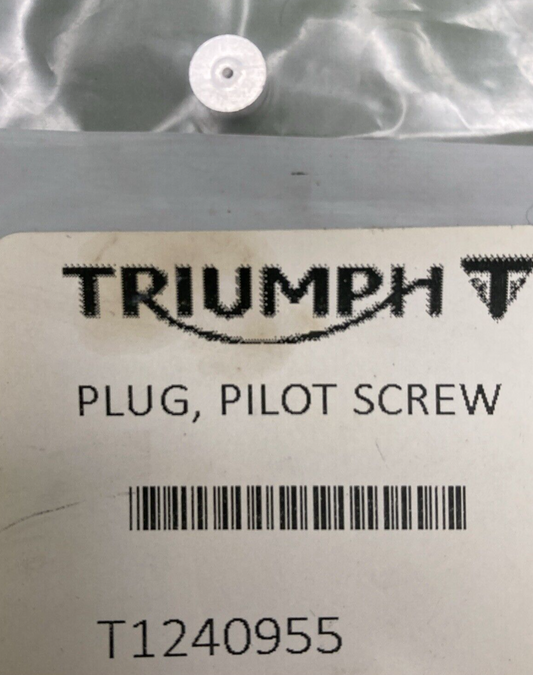 TRIUMPH T
PLUG, PILOT SCREW
T1240955